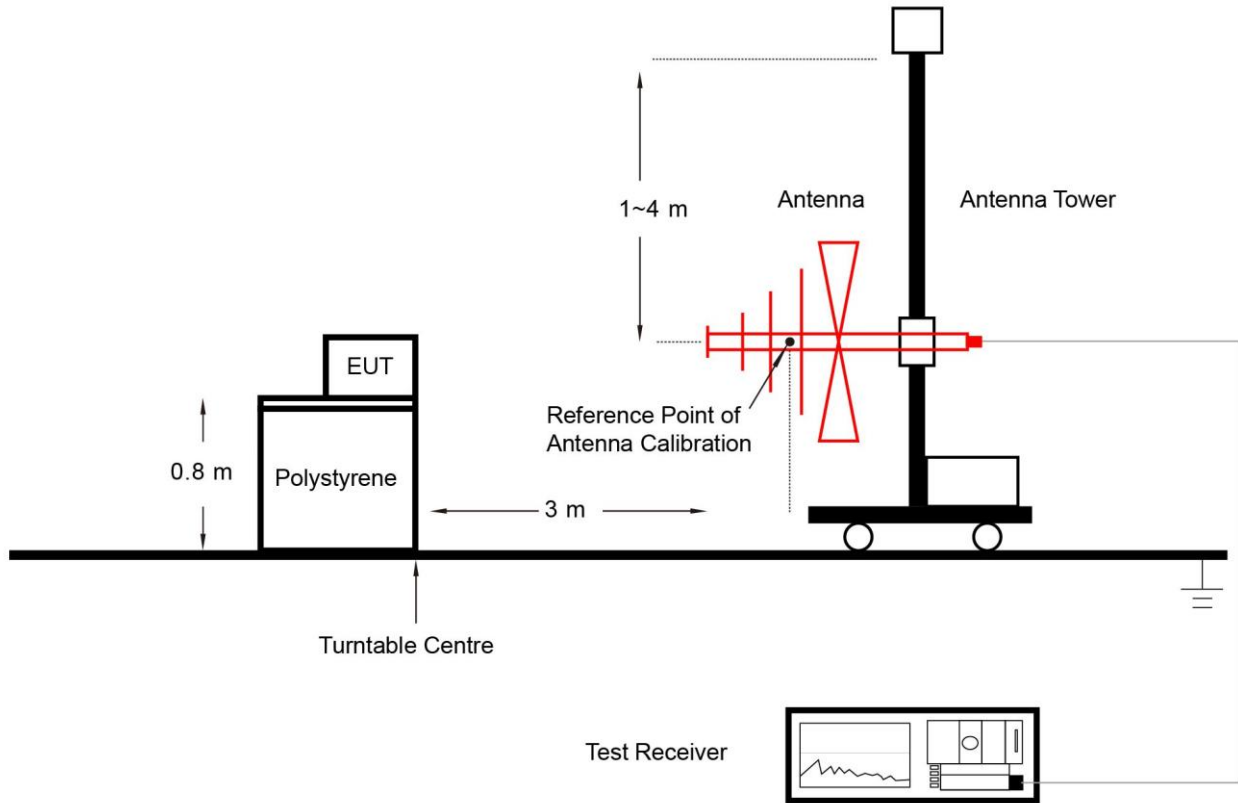 1~4 m
Antenna
Antenna Tower
EUT
Reference Point of
Antenna Calibration
0.8 m
Polystyrene
3 m
Turntable Centre
Test Receiver